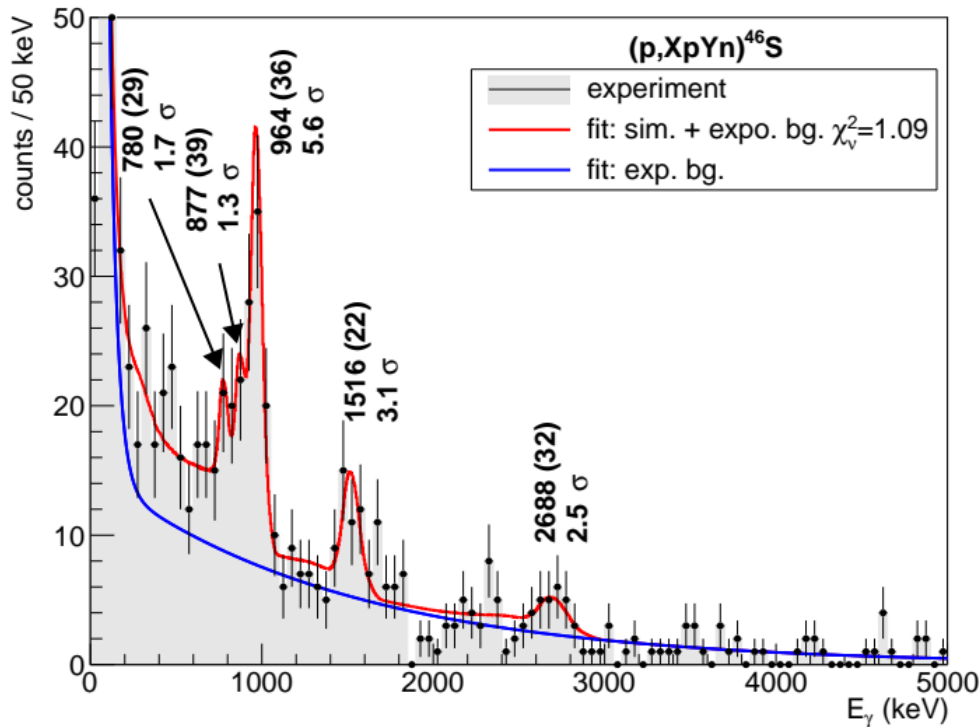 (p,XpYn)⁴⁶S
experiment
fit: sim. + expo. bg. χ²ᵥ=1.09
fit: exp. bg.
780 (29)
1.7 σ
877 (39)
1.3 σ
964 (36)
5.6 σ
1516 (22)
3.1 σ
2688 (32)
2.5 σ
counts / 50 keV
50
40
30
20
10
0
0 1000 2000 3000 4000 5000
Eγ (keV)